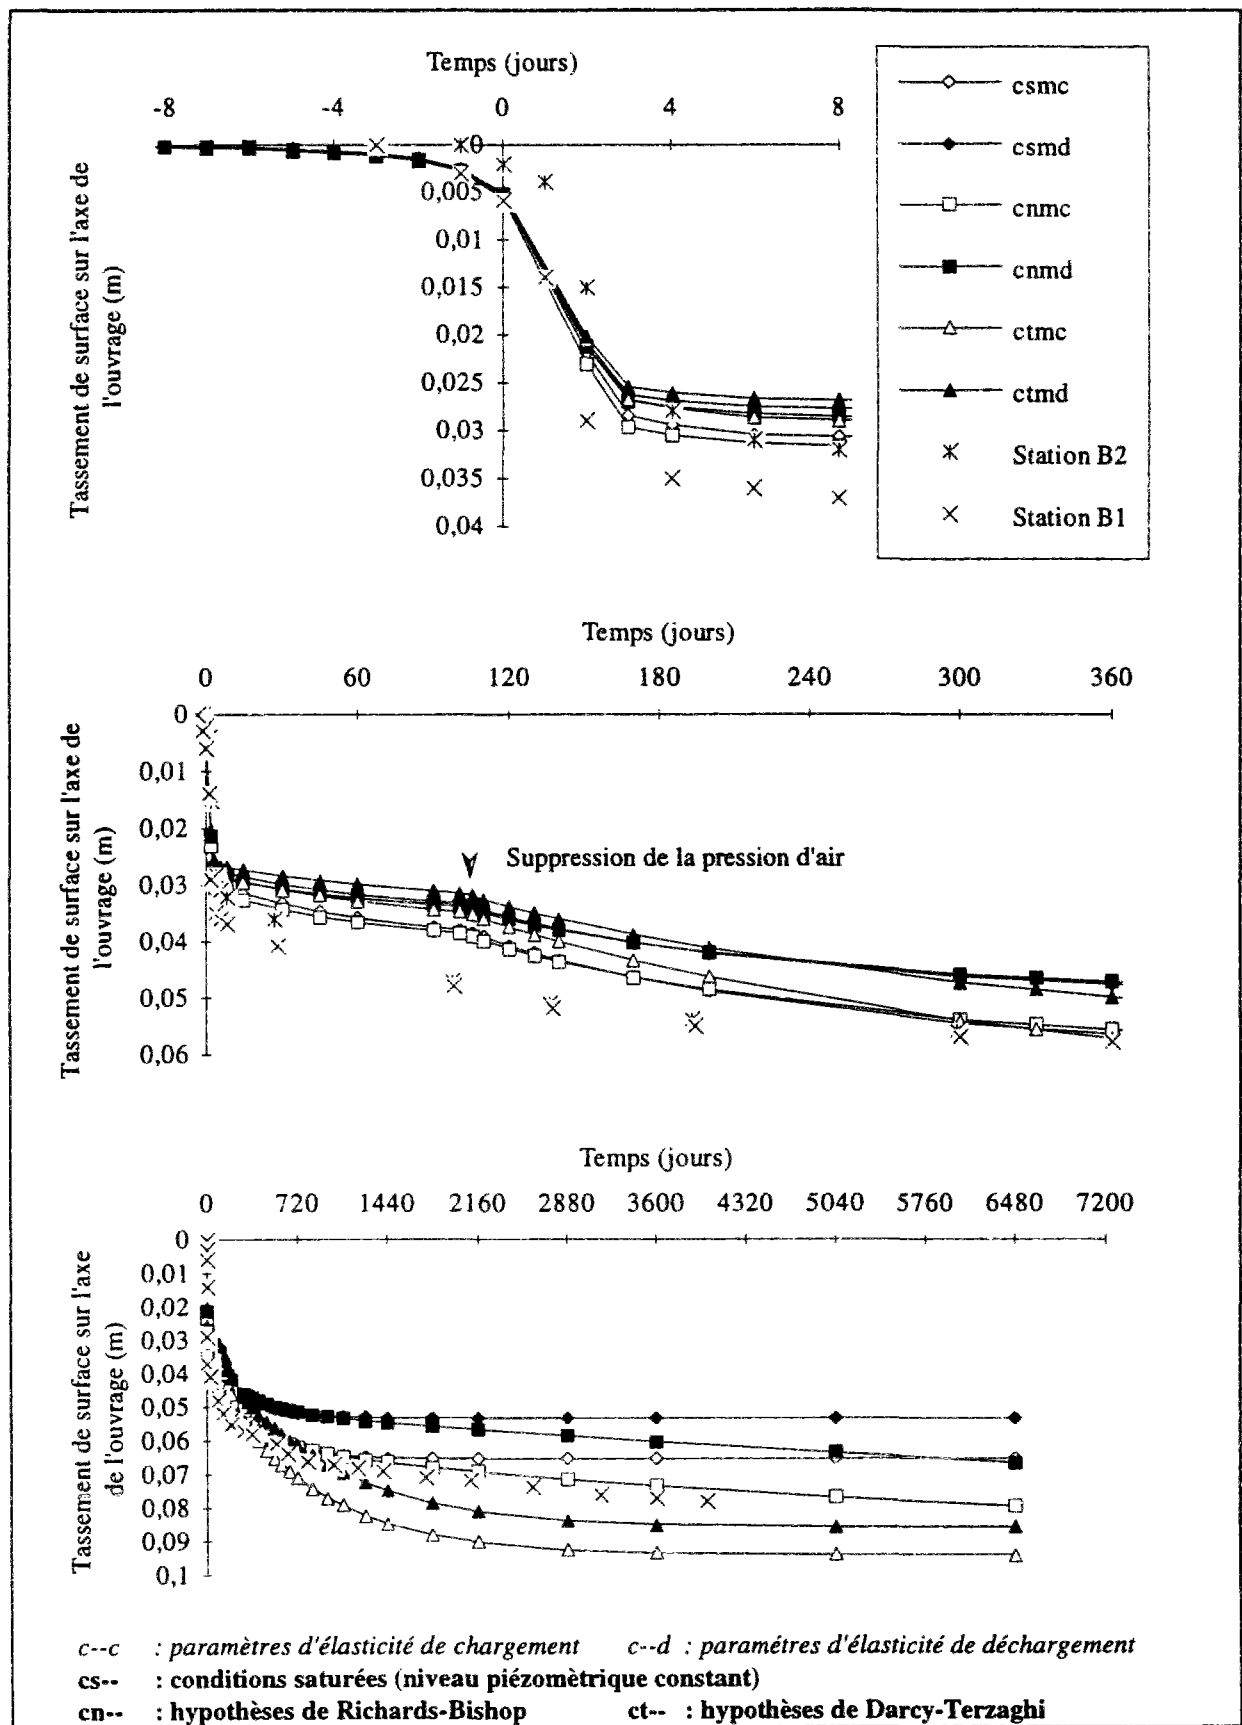 Temps (jours)
-8 -4 0 4 8
0
0,005
0,01
0,015
0,02
0,025
0,03
0,035
0,04
Tassement de surface sur l'axe de
l'ouvrage (m)
csmc
csmd
cnmc
cnmd
ctmc
ctmd
Station B2
Station B1
Temps (jours)
0 60 120 180 240 300 360
0
0,01
0,02
0,03
0,04
0,05
0,06
Tassement de surface sur l'axe de
l'ouvrage (m)
Suppression de la pression d'air
Temps (jours)
0 720 1440 2160 2880 3600 4320 5040 5760 6480 7200
0
0,01
0,02
0,03
0,04
0,05
0,06
0,07
0,08
0,09
0,1
Tassement de surface sur l'axe
de l'ouvrage (m)
c--c : paramètres d'élasticité de chargement c--d : paramétres d'élasticité de déchargement
cs-- : conditions saturées (niveau piézomètrique constant)
cn-- : hypothèses de Richards-Bishop ct-- : hypothèses de Darcy-Terzaghi